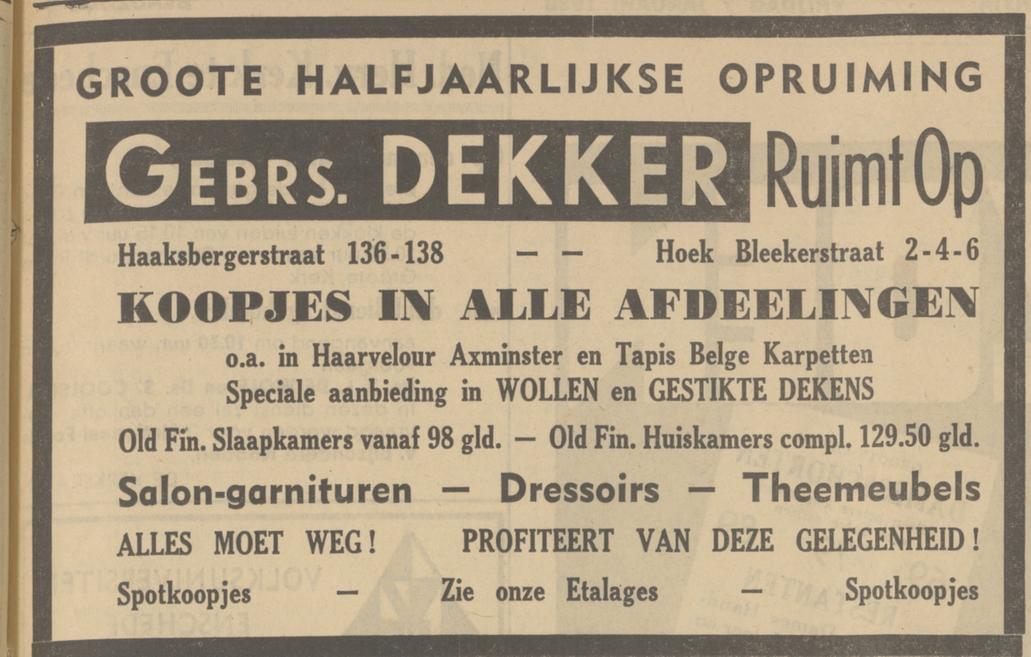 GROOTE HALFJAARLIJKSE OPRUIMING
GEBRS. DEKKER Ruimt Op
Haaksbergerstraat 136-138 — — Hoek Bleekerstraat 2-4-6
KOOPJES IN ALLE AFDEELINGEN
o.a. in Haarvelour Axminster en Tapis Belge Karpetten
Speciale aanbieding in WOLLEN en GESTIKTE DEKENS
Old Fin. Slaapkamers vanaf 98 gld. — Old Fin. Huiskamers compl. 129.50 gld.
Salon-garnituren — Dressoirs — Theemeubels
ALLES MOET WEG! PROFITEERT VAN DEZE GELEGENHEID!
Spotkoopjes — Zie onze Etalages — Spotkoopjes